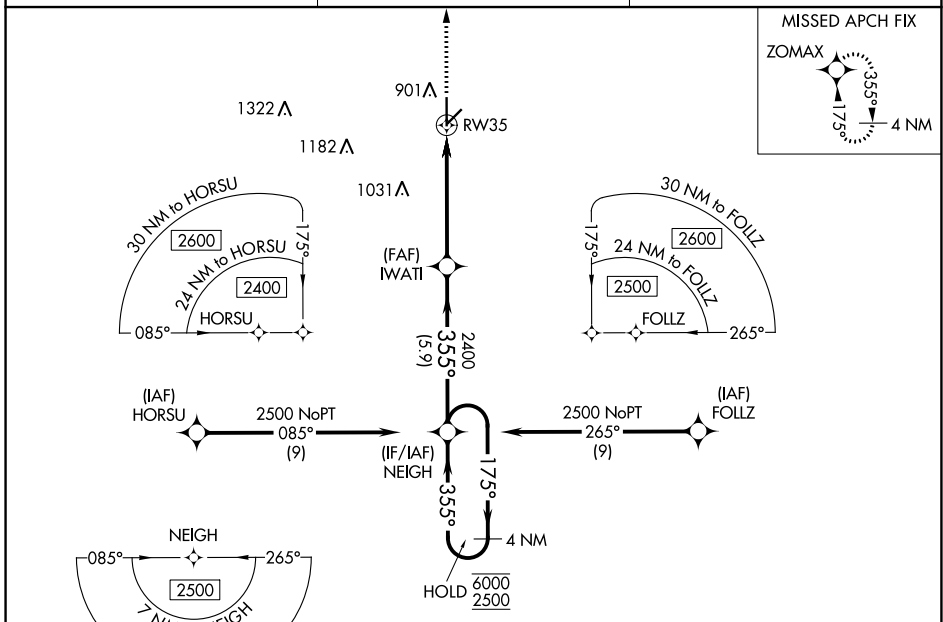 MISSED APCH FIX
ZOMAX
355°
175°
4 NM
901
1322
RW35
1182
1031
30 NM to HORSU
2600
175°
24 NM to HORSU
2400
HORSU
085°
30 NM to FOLLZ
2600
175°
24 NM to FOLLZ
2500
FOLLZ
265°
(FAF)
IWATI
355°
2400
(5.9)
(IAF)
HORSU
2500 NoPT
085°
(9)
(IF/IAF)
NEIGH
2500 NoPT
265°
(9)
(IAF)
FOLLZ
175°
355°
4 NM
HOLD
6000
2500
NEIGH
085°
265°
2500